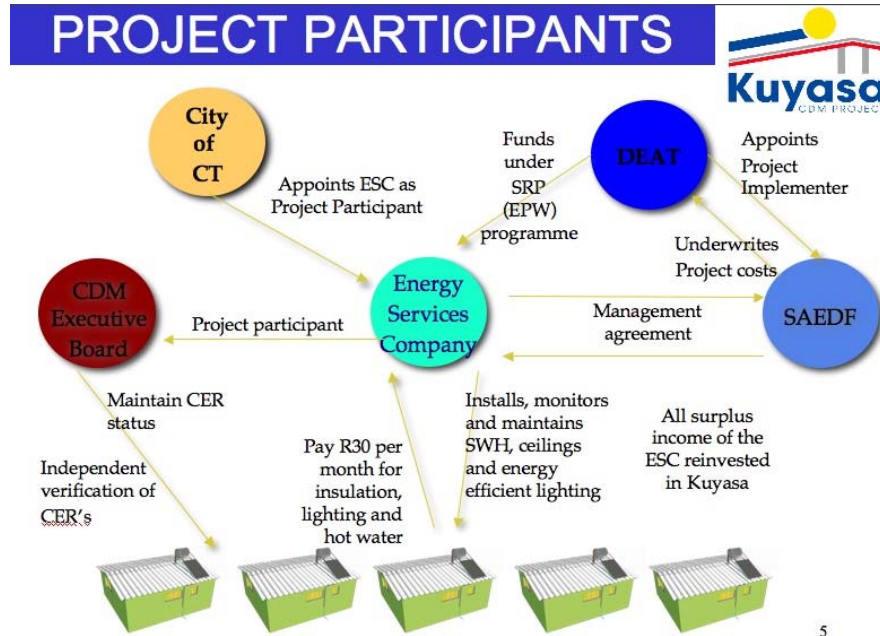 PROJECT PARTICIPANTS
Kuyasa
CDM PROJECT
City
of
CT
Appoints ESC as
Project Participant
Funds
under
SRP
(EPW)
programme
DEAT
Appoints
Project
Implementer
Underwrites
Project costs
CDM
Executive
Board
Project participant
Energy
Services
Company
Management
agreement
SAEDF
Maintain CER
status
Independent
verification of
CER's
Pay R30 per
month for
insulation,
lighting and
hot water
Installs, monitors
and maintains
SWH, ceilings
and energy
efficient lighting
All surplus
income of the
ESC reinvested
in Kuyasa
5